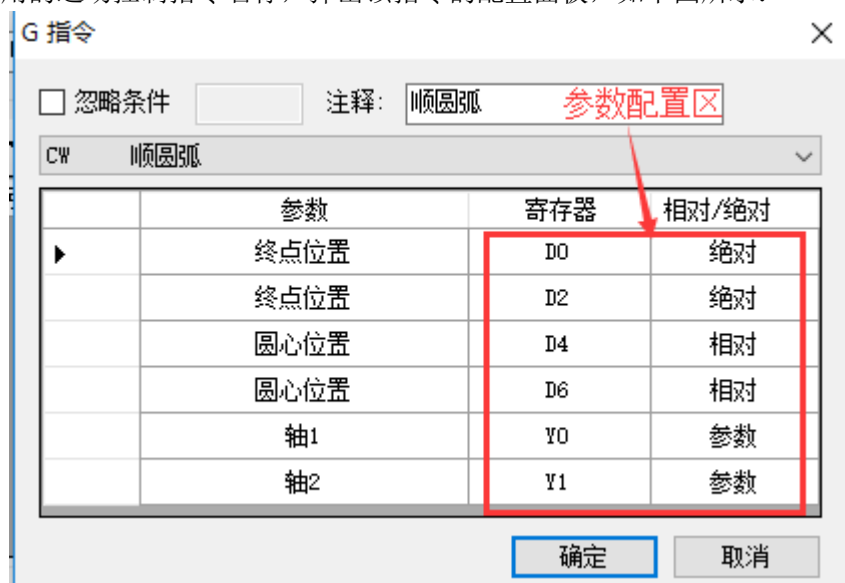 G 指令
忽略条件 注释: 顺圆弧 参数配置区
CW 顺圆弧
参数 寄存器 相对/绝对
终点位置 D0 绝对
终点位置 D2 绝对
圆心位置 D4 相对
圆心位置 D6 相对
轴1 Y0 参数
轴2 Y1 参数
确定 取消